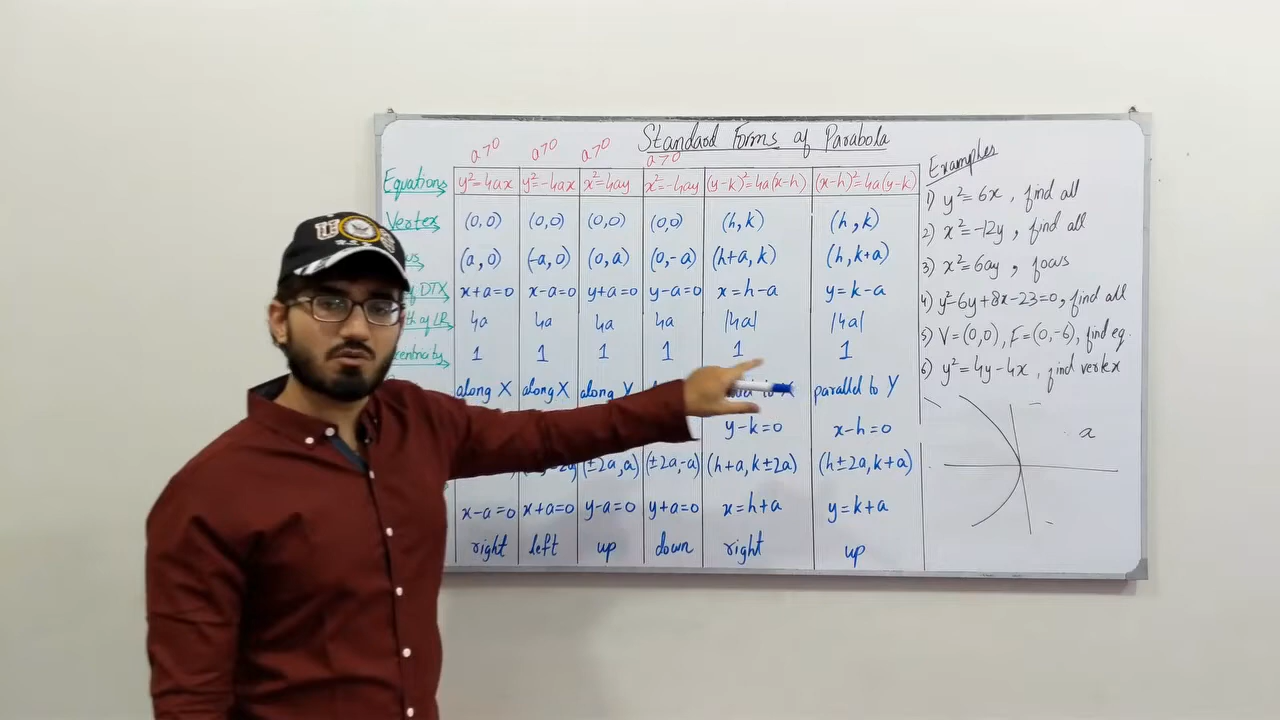 Standard Forms of Parabola
a>0 a>0 a>0 a>0
Equations y²=4ax y²=-4ax x²=4ay x²=-4ay (y-k)²=4a(x-h) (x-h)²=4a(y-k)
Vertex (0,0) (0,0) (0,0) (0,0) (h,k) (h,k)
(a,0) (-a,0) (0,a) (0,-a) (h+a,k) (h,k+a)
DTX x+a=0 x-a=0 y+a=0 y-a=0 x=h-a y=k-a
of LR 4a 4a 4a 4a |4a| |4a|
1 1 1 1 1 1
along X along X along Y parallel to Y
y-k=0 x-h=0
(±2a,a) (±2a,-a) (h+a,k±2a) (h±2a,k+a)
x-a=0 x+a=0 y-a=0 y+a=0 x=h+a y=k+a
right left up down right up
Examples
1) y²=6x, find all
2) x²=-12y, find all
3) x²=6ay, focus
4) y²-6y+8x-23=0, find all
5) V=(0,0), F=(0,-6), find eq.
6) y²=4y-4x, find vertex
a